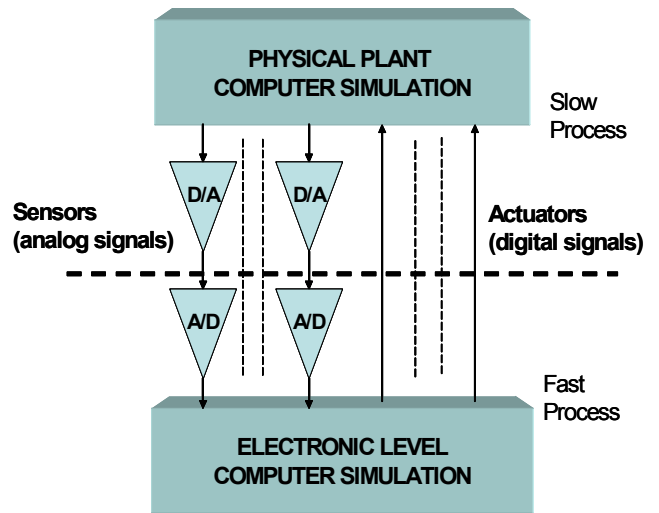 PHYSICAL PLANT
COMPUTER SIMULATION
Slow
Process
D/A
D/A
Sensors
(analog signals)
Actuators
(digital signals)
A/D
A/D
Fast
Process
ELECTRONIC LEVEL
COMPUTER SIMULATION